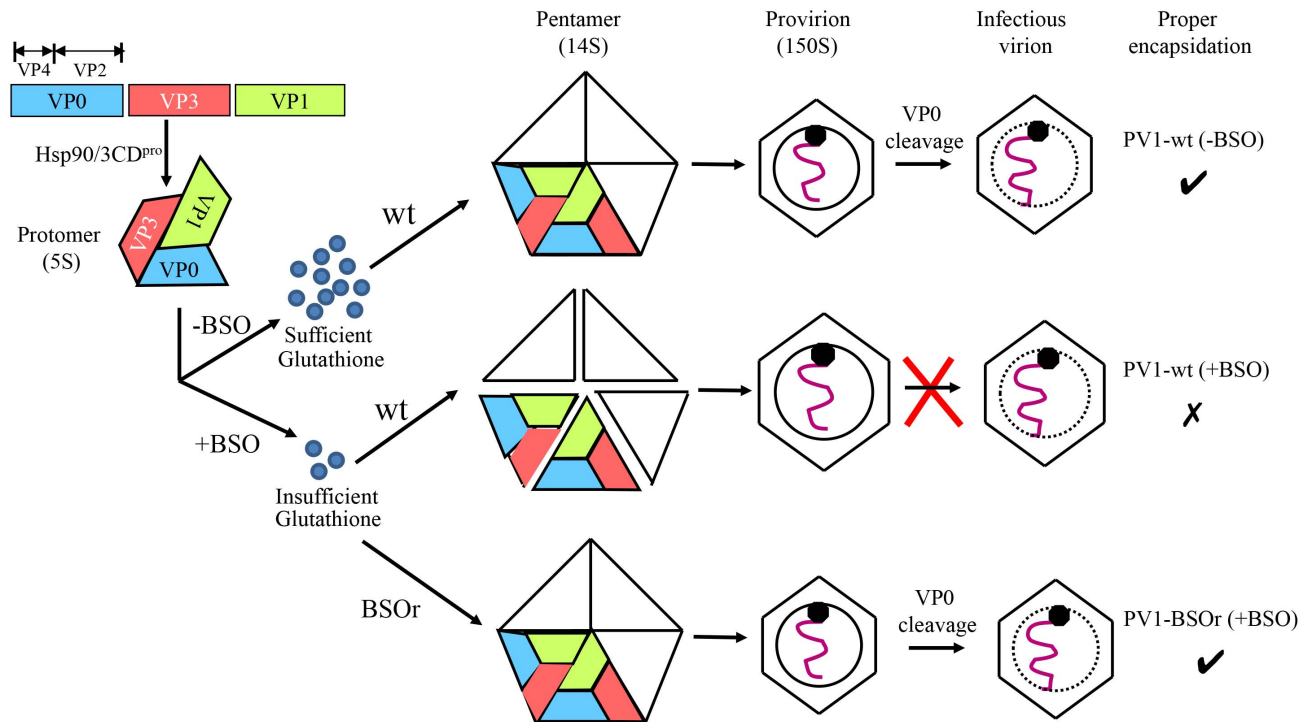 Pentamer
(14S)
Provirion
(150S)
Infectious
virion
Proper
encapsidation
VP4
VP2
VP0
VP3
VP1
Hsp90/3CDpro
Protomer
(5S)
VP3
VP1
VP0
-BSO
Sufficient
Glutathione
wt
VP0
cleavage
PV1-wt (-BSO)
✔
+BSO
Insufficient
Glutathione
wt
PV1-wt (+BSO)
✗
BSOr
VP0
cleavage
PV1-BSOr (+BSO)
✔